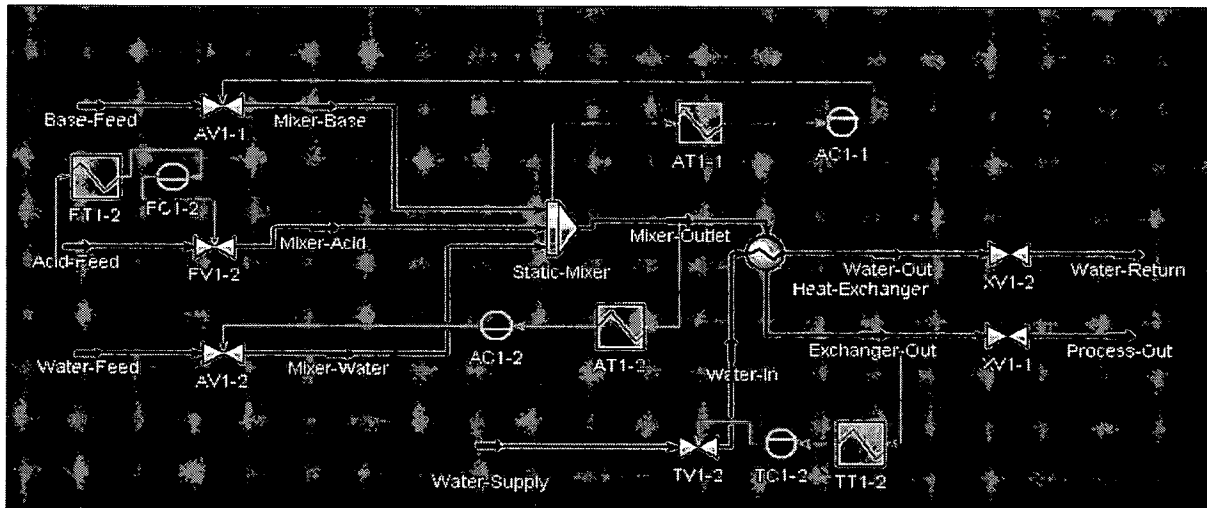 Base-Feed
AV1-1
Mixer-Base
AT1-1
AC1-1
FT1-2
FC1-2
Acid-Feed
FV1-2
Mixer-Acid
Static-Mixer
Mixer-Outlet
Water-Out
Heat-Exchanger
XV1-2
Water-Return
Water-Feed
AV1-2
Mixer-Water
AC1-2
AT1-2
Water-In
Exchanger-Out
XV1-1
Process-Out
Water-Supply
TV1-2
TC1-2
TT1-2